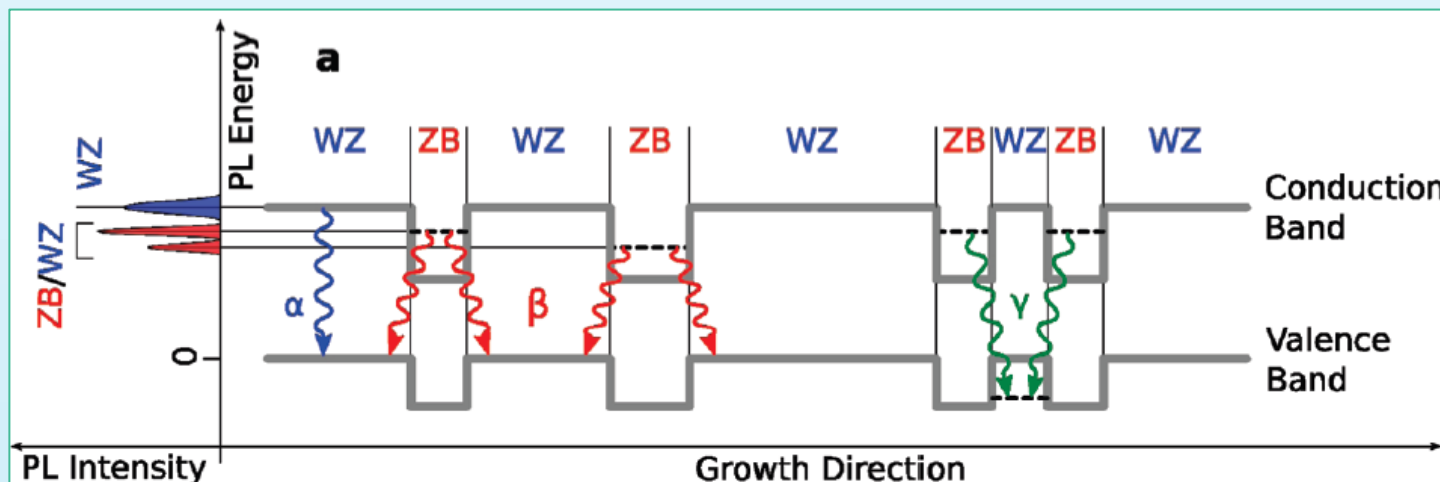 a
PL Energy
WZ
ZB/WZ
WZ
ZB
WZ
ZB
WZ
ZB
WZ
ZB
WZ
Conduction
Band
α
β
γ
0
Valence
Band
PL Intensity
Growth Direction